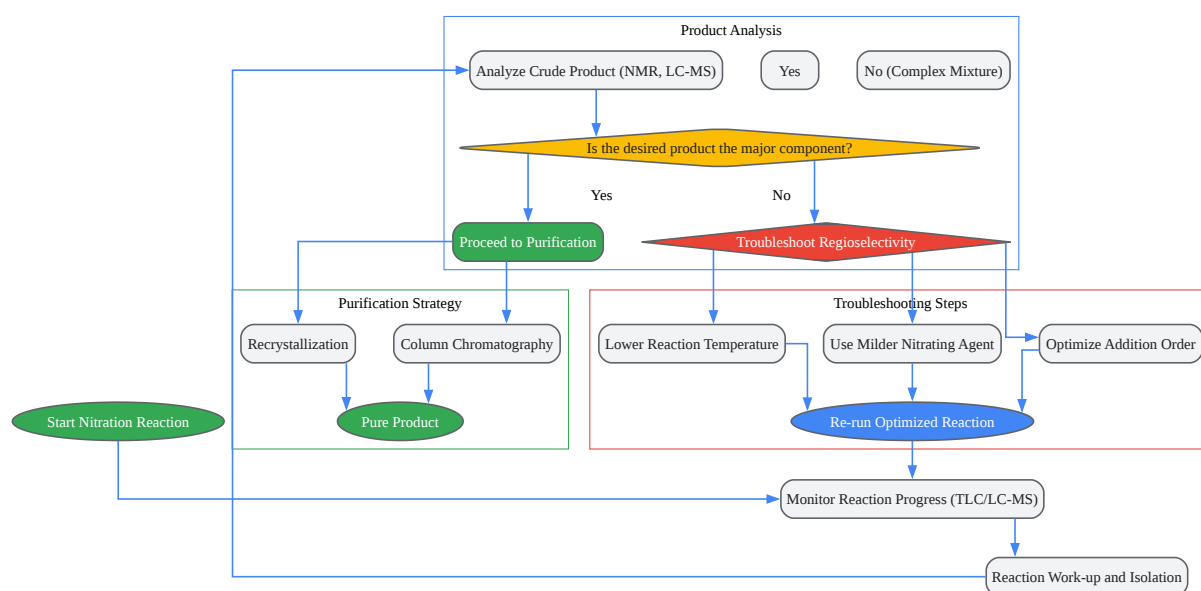 Product Analysis
Analyze Crude Product (NMR, LC-MS)
Yes
No (Complex Mixture)
Is the desired product the major component?
Yes
No
Proceed to Purification
Troubleshoot Regioselectivity
Purification Strategy
Troubleshooting Steps
Recrystallization
Column Chromatography
Lower Reaction Temperature
Use Milder Nitrating Agent
Optimize Addition Order
Start Nitration Reaction
Pure Product
Re-run Optimized Reaction
Monitor Reaction Progress (TLC/LC-MS)
Reaction Work-up and Isolation